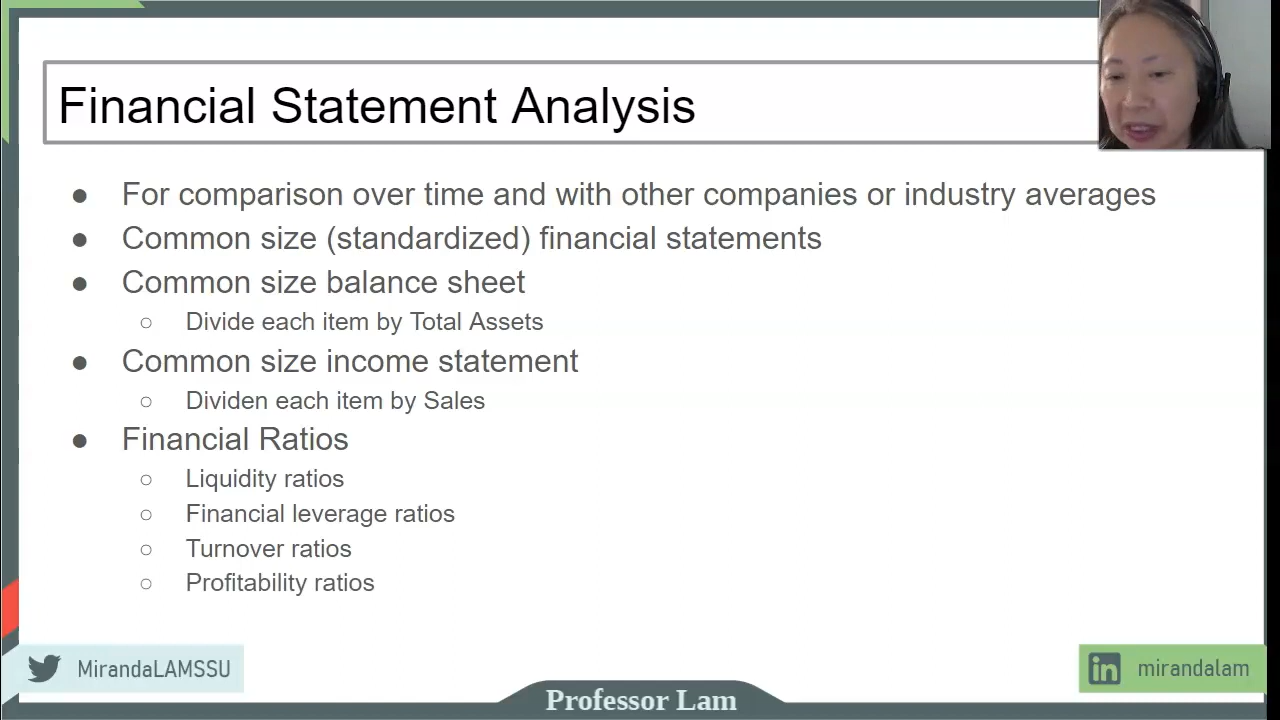 Financial Statement Analysis
● For comparison over time and with other companies or industry averages
● Common size (standardized) financial statements
● Common size balance sheet
○ Divide each item by Total Assets
● Common size income statement
○ Dividen each item by Sales
● Financial Ratios
○ Liquidity ratios
○ Financial leverage ratios
○ Turnover ratios
○ Profitability ratios
MirandaLAMSSU
in mirandalam
Professor Lam